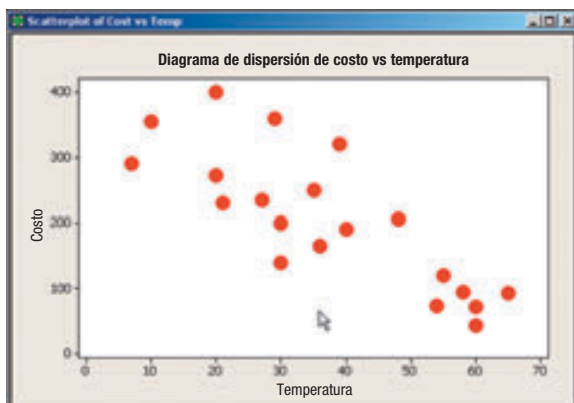 Scatterplot of Cost vs Temp
Diagrama de dispersión de costo vs temperatura
Costo
400
300
200
100
0
0 10 20 30 40 50 60 70
Temperatura